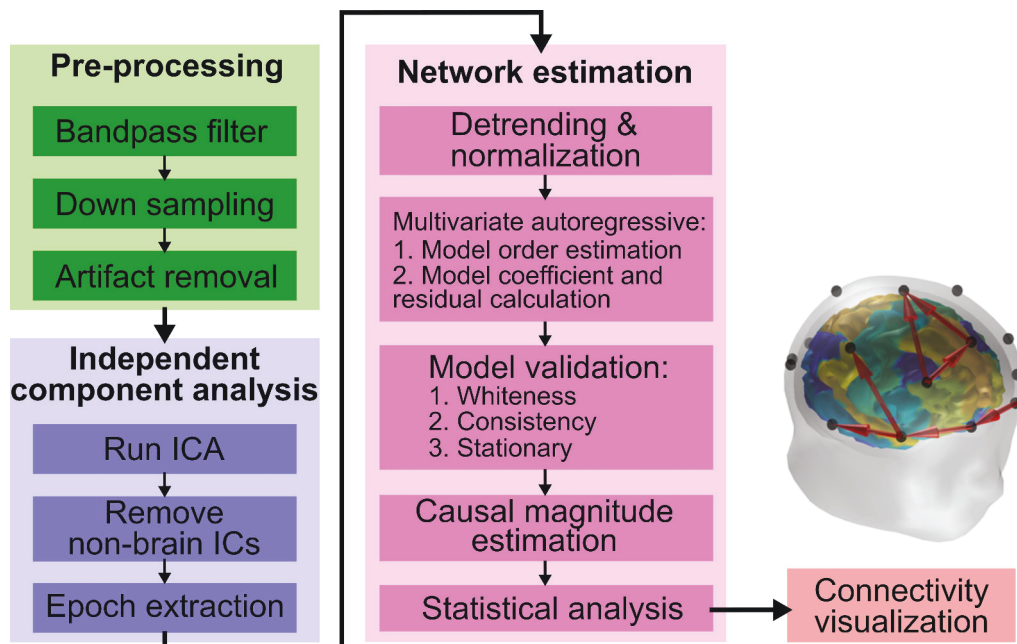 Pre-processing
Bandpass filter
Down sampling
Artifact removal
Independent
component analysis
Run ICA
Remove
non-brain ICs
Epoch extraction
Network estimation
Detrending &
normalization
Multivariate autoregressive:
1. Model order estimation
2. Model coefficient and
residual calculation
Model validation:
1. Whiteness
2. Consistency
3. Stationary
Causal magnitude
estimation
Statistical analysis
Connectivity
visualization